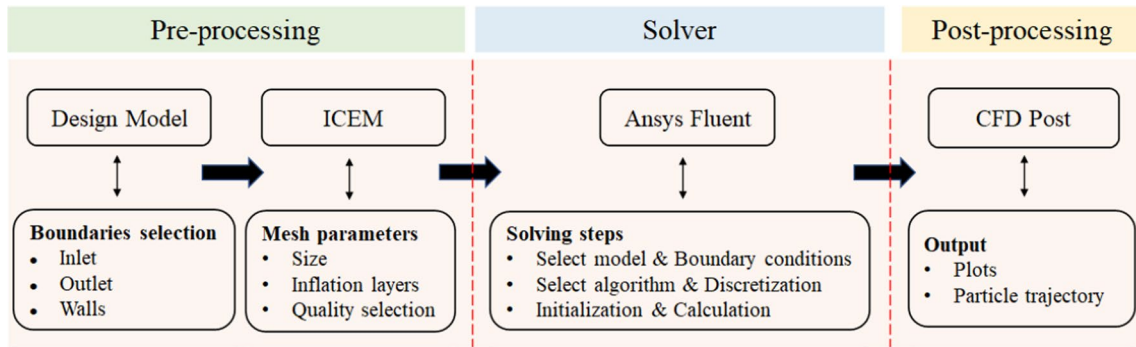 Pre-processing
Solver
Post-processing
Design Model
ICEM
Ansys Fluent
CFD Post
Boundaries selection
• Inlet
• Outlet
• Walls
Mesh parameters
• Size
• Inflation layers
• Quality selection
Solving steps
• Select model & Boundary conditions
• Select algorithm & Discretization
• Initialization & Calculation
Output
• Plots
• Particle trajectory